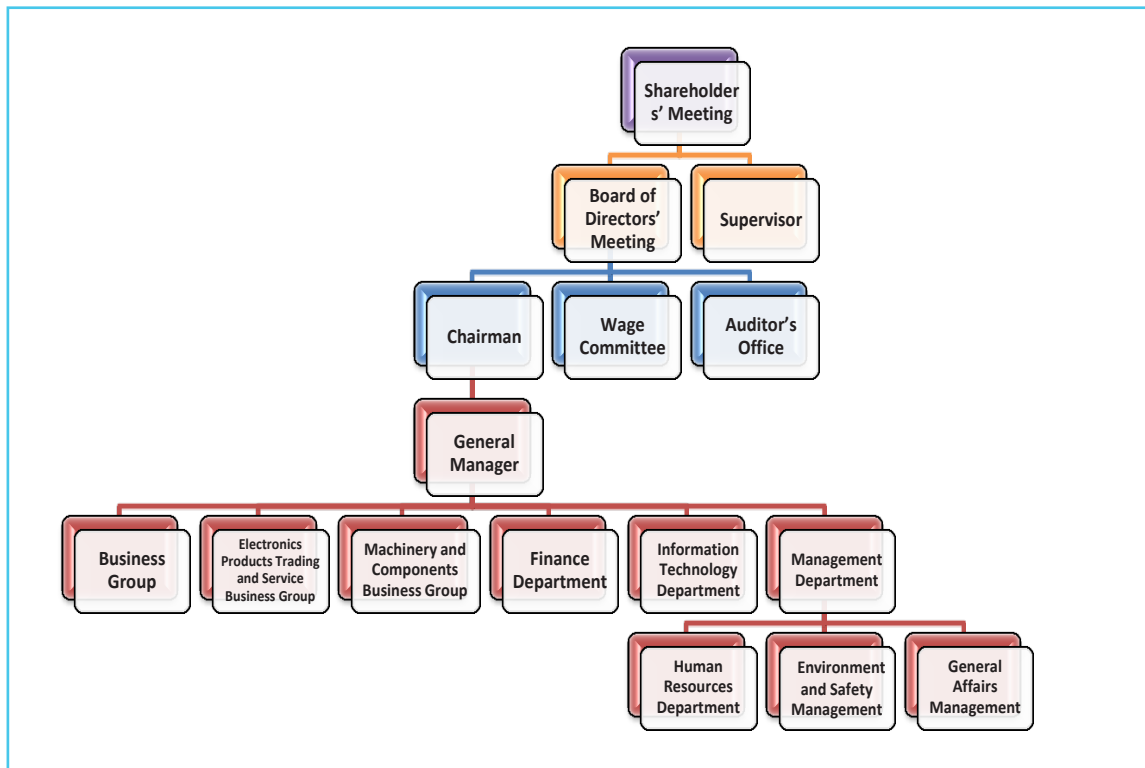 Shareholder
s’ Meeting
Board of
Directors’
Meeting
Supervisor
Chairman
Wage
Committee
Auditor’s
Office
General
Manager
Business
Group
Electronics
Products Trading
and Service
Business Group
Machinery and
Components
Business Group
Finance
Department
Information
Technology
Department
Management
Department
Human
Resources
Department
Environment
and Safety
Management
General
Affairs
Management